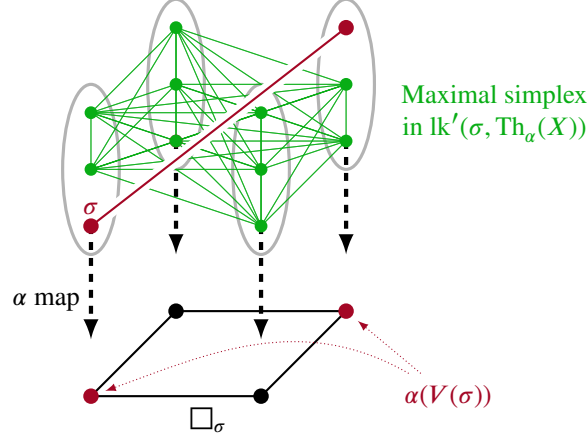 Maximal simplex
in lk′(σ, Th_α(X))
σ
α map
α(V(σ))
□_σ